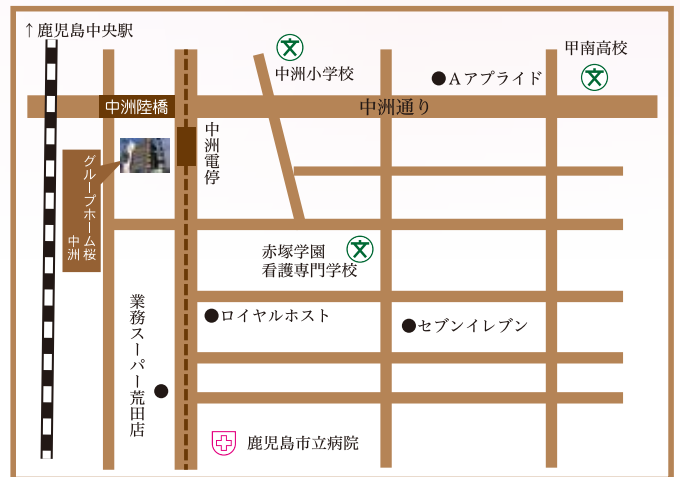 ↑鹿児島中央駅
甲南高校
中洲小学校
●Aアプライド
中洲陸橋
中洲通り
中洲電停
グループホーム桜
中洲
赤塚学園
看護専門学校
業務スーパー荒田店
●ロイヤルホスト
●セブンイレブン
鹿児島市立病院